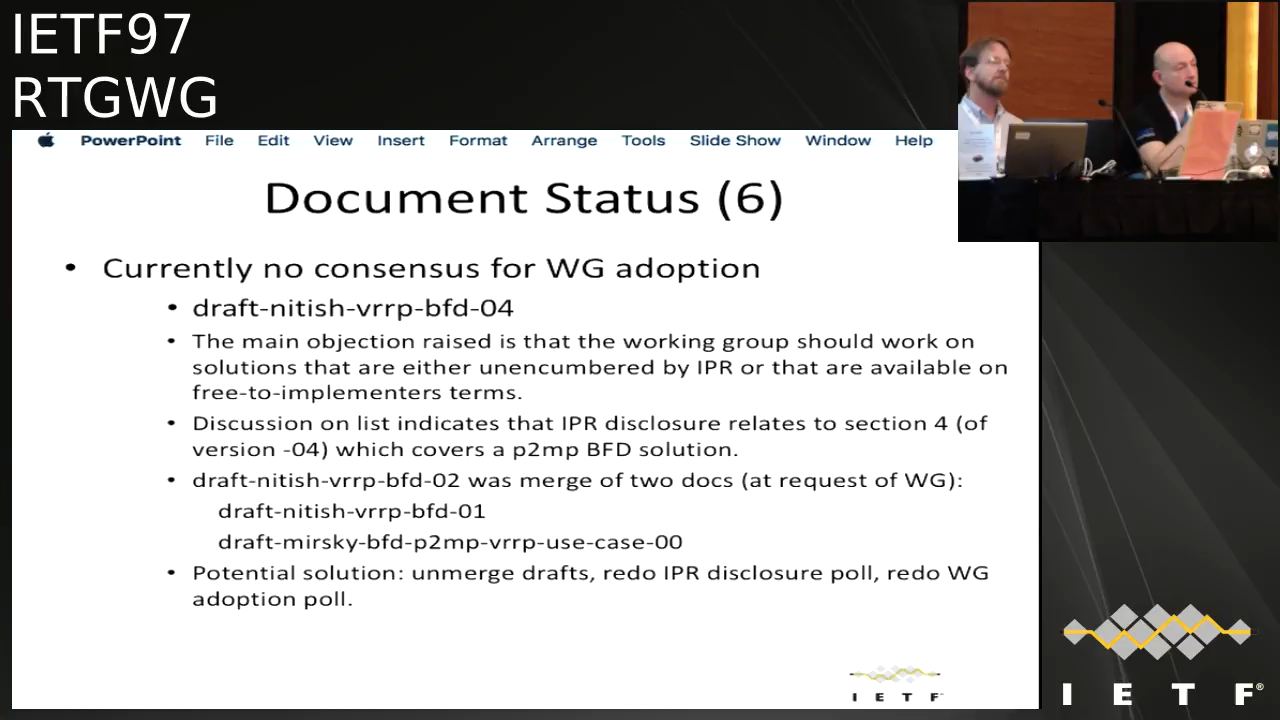 IETF97
RTGWG
PowerPoint File Edit View Insert Format Arrange Tools Slide Show Window Help
Document Status (6)
• Currently no consensus for WG adoption
• draft-nitish-vrrp-bfd-04
• The main objection raised is that the working group should work on
solutions that are either unencumbered by IPR or that are available on
free-to-implementers terms.
• Discussion on list indicates that IPR disclosure relates to section 4 (of
version -04) which covers a p2mp BFD solution.
• draft-nitish-vrrp-bfd-02 was merge of two docs (at request of WG):
draft-nitish-vrrp-bfd-01
draft-mirsky-bfd-p2mp-vrrp-use-case-00
• Potential solution: unmerge drafts, redo IPR disclosure poll, redo WG
adoption poll.
I E T F
I E T F®